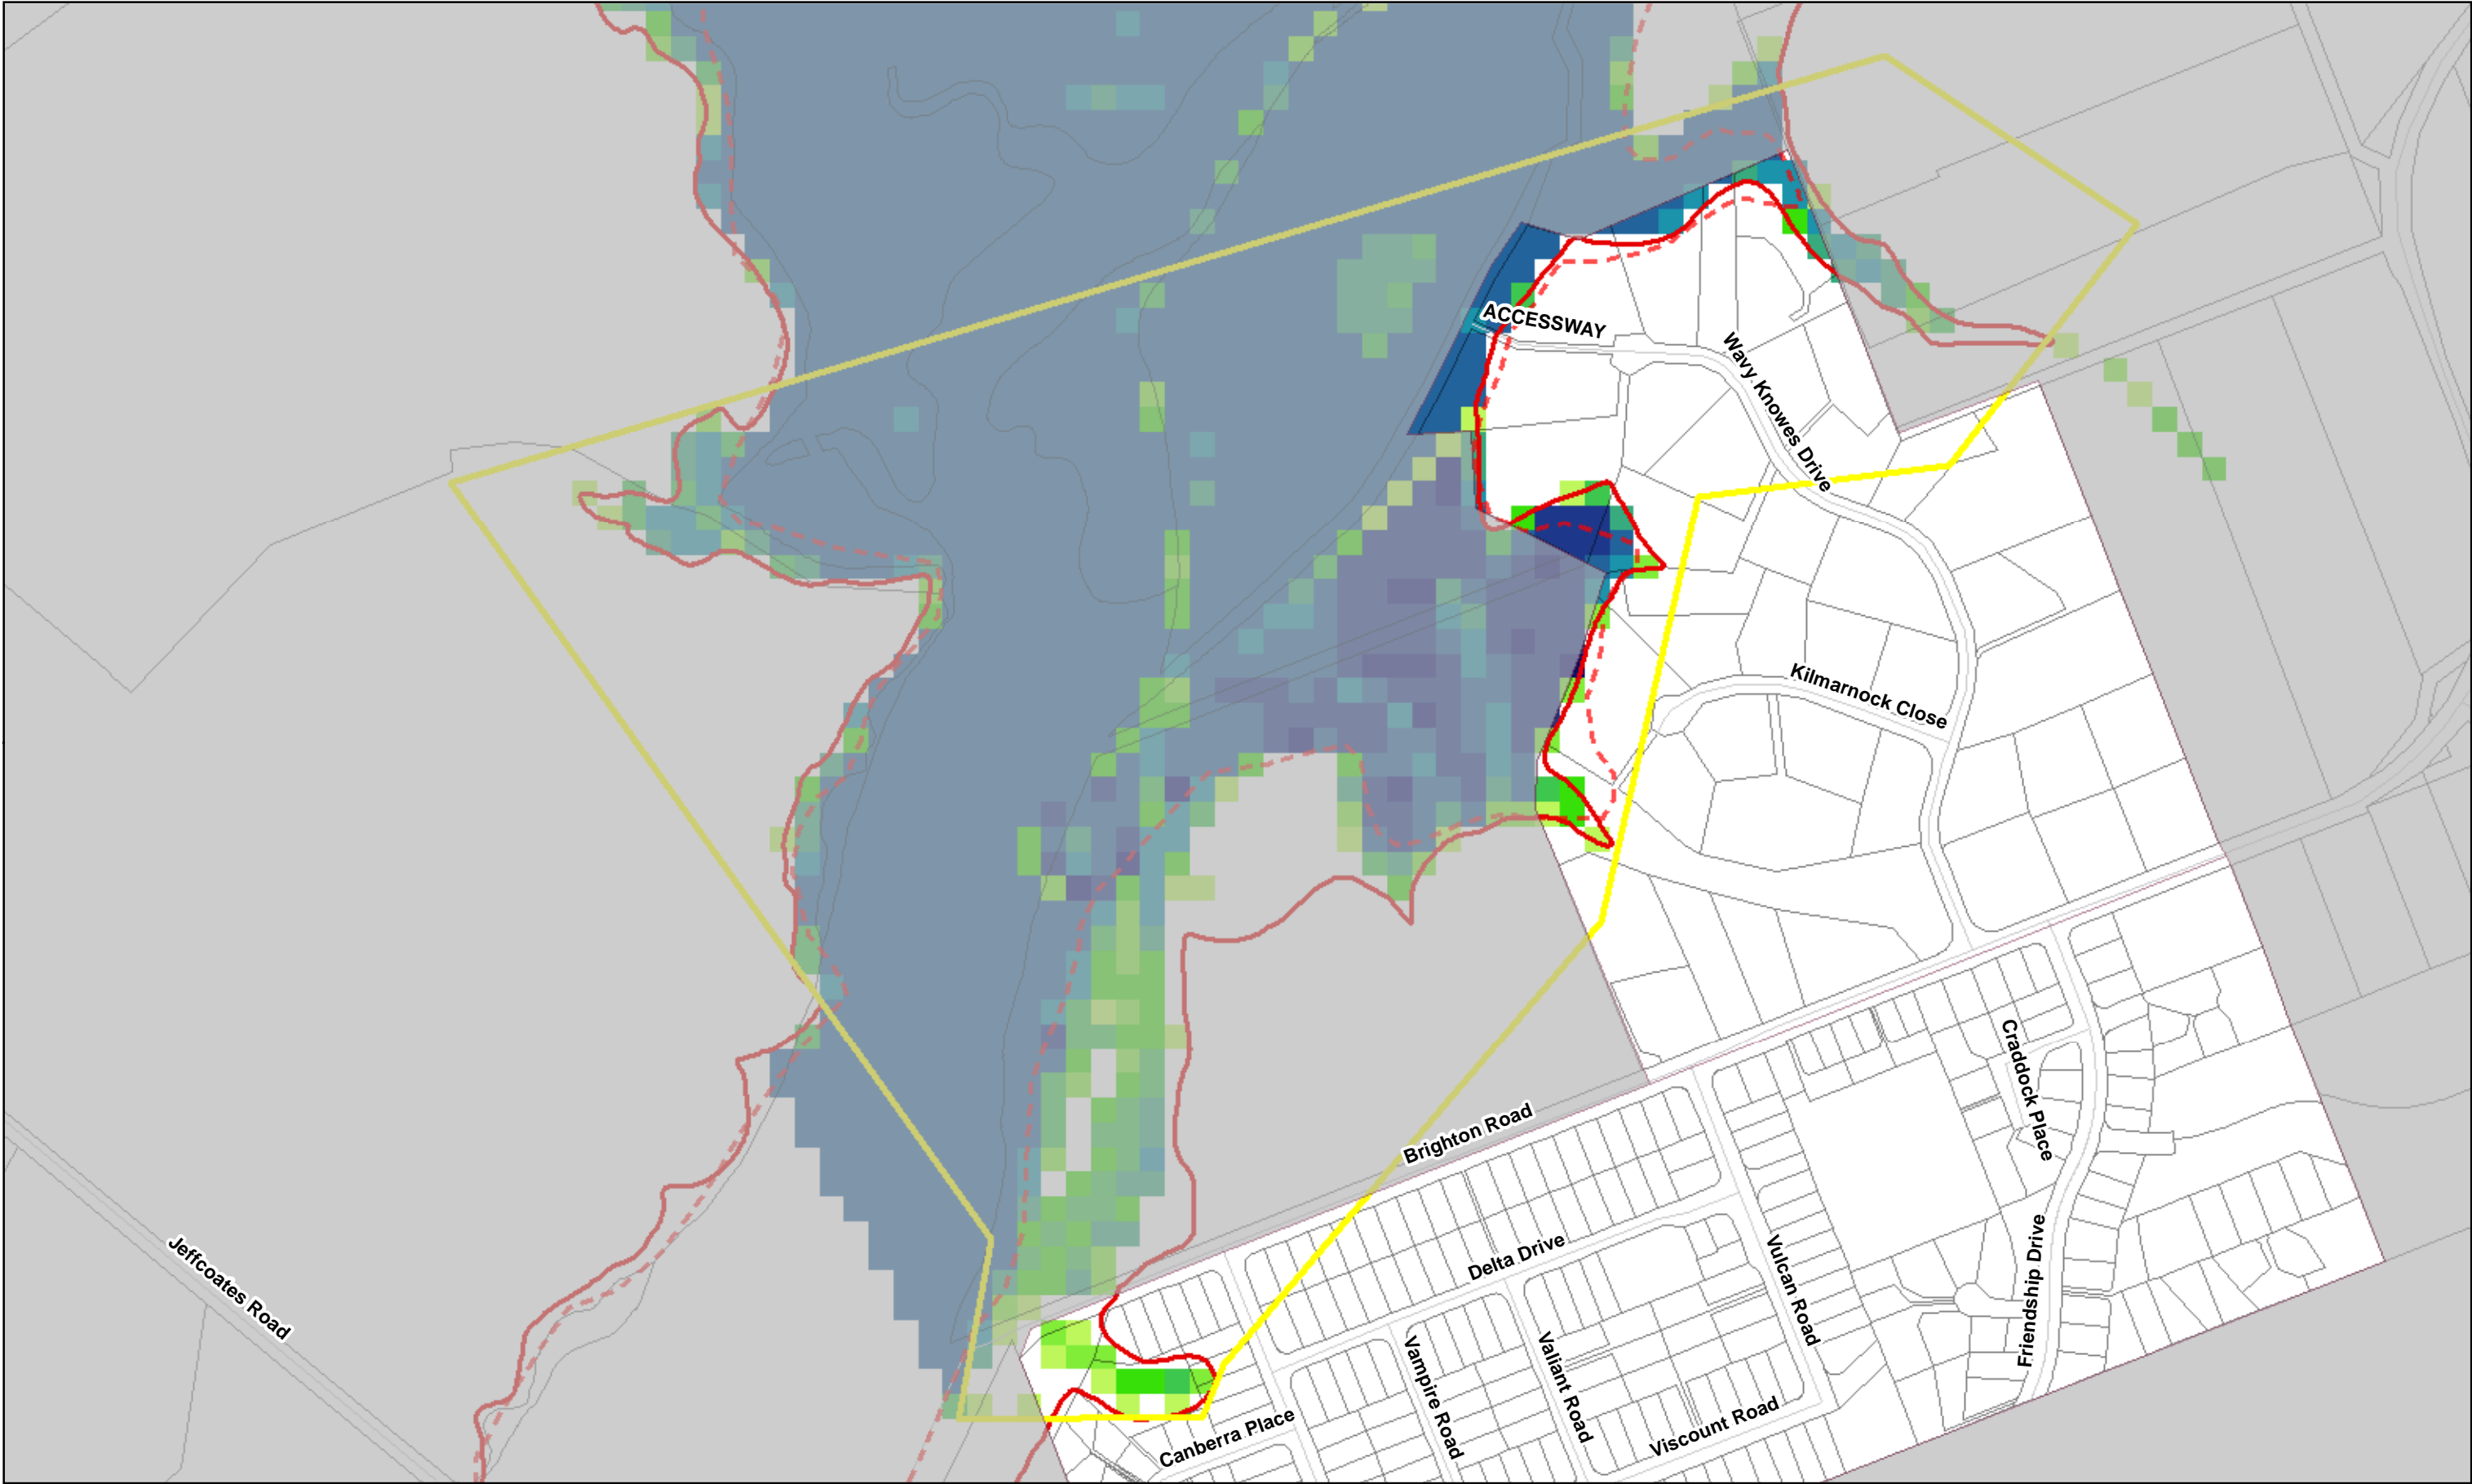 ACCESSWAY
Wavy Knowes Drive
Kilmarnock Close
Brighton Road
Craddock Place
Delta Drive
Vulcan Road
Friendship Drive
Jeffcoates Road
Vampire Road
Valiant Road
Viscount Road
Canberra Place